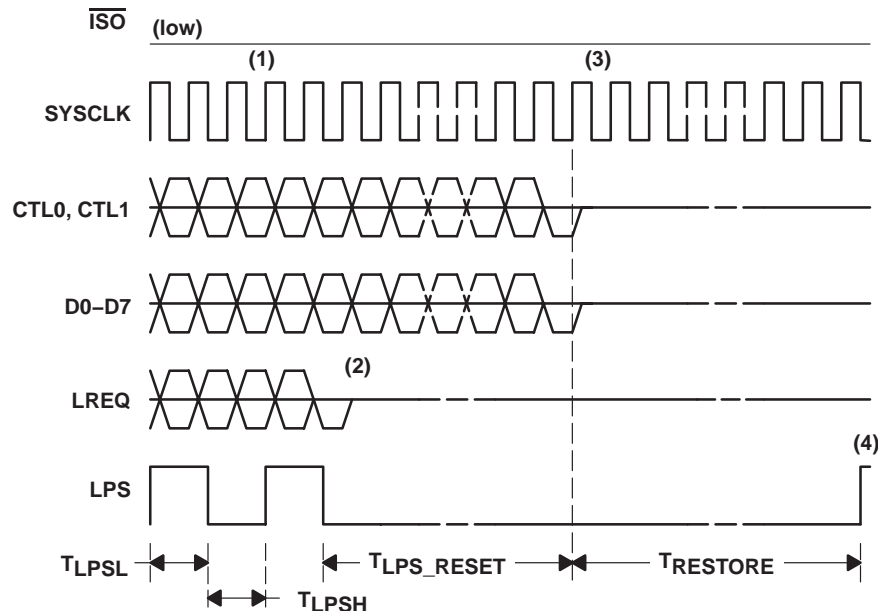 ISO
(low)
(1)
(3)
SYSCLK
CTL0, CTL1
D0–D7
(2)
LREQ
(4)
LPS
TLPSL
TLPS_RESET
TRESTORE
TLPSH